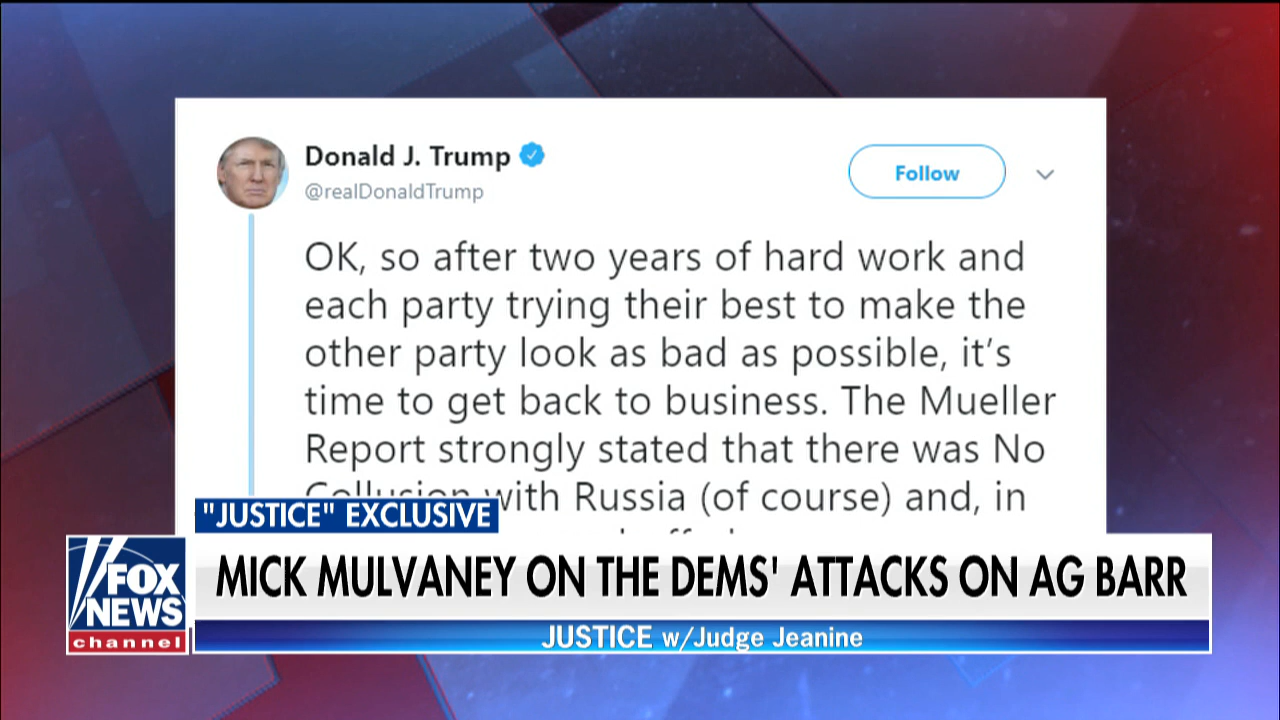 Donald J. Trump
@realDonaldTrump
Follow
OK, so after two years of hard work and
each party trying their best to make the
other party look as bad as possible, it’s
time to get back to business. The Mueller
Report strongly stated that there was No
Collusion with Russia (of course) and, in
"JUSTICE" EXCLUSIVE
MICK MULVANEY ON THE DEMS' ATTACKS ON AG BARR
JUSTICE w/Judge Jeanine
FOX
NEWS
channel